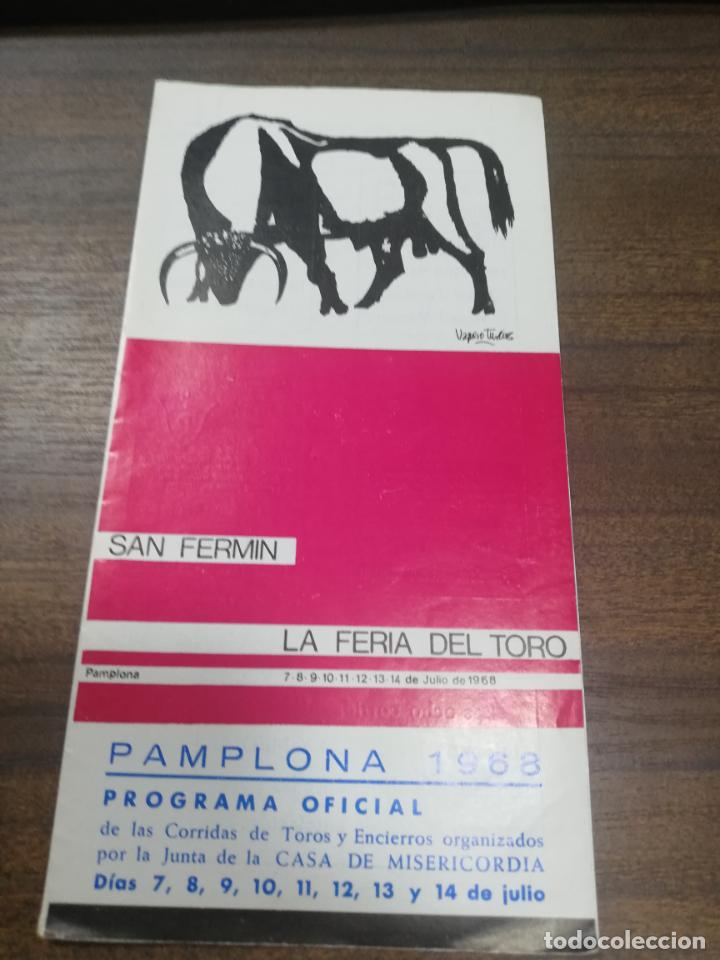 SAN FERMIN
LA FERIA DEL TORO
Pamplona 7-8-9-10-11-12-13-14 de Julio de 1968
PAMPLONA 1968
PROGRAMA OFICIAL
de las Corridas de Toros y Encierros organizados
por la Junta de la CASA DE MISERICORDIA
Días 7, 8, 9, 10, 11, 12, 13 y 14 de julio
todocoleccion.net